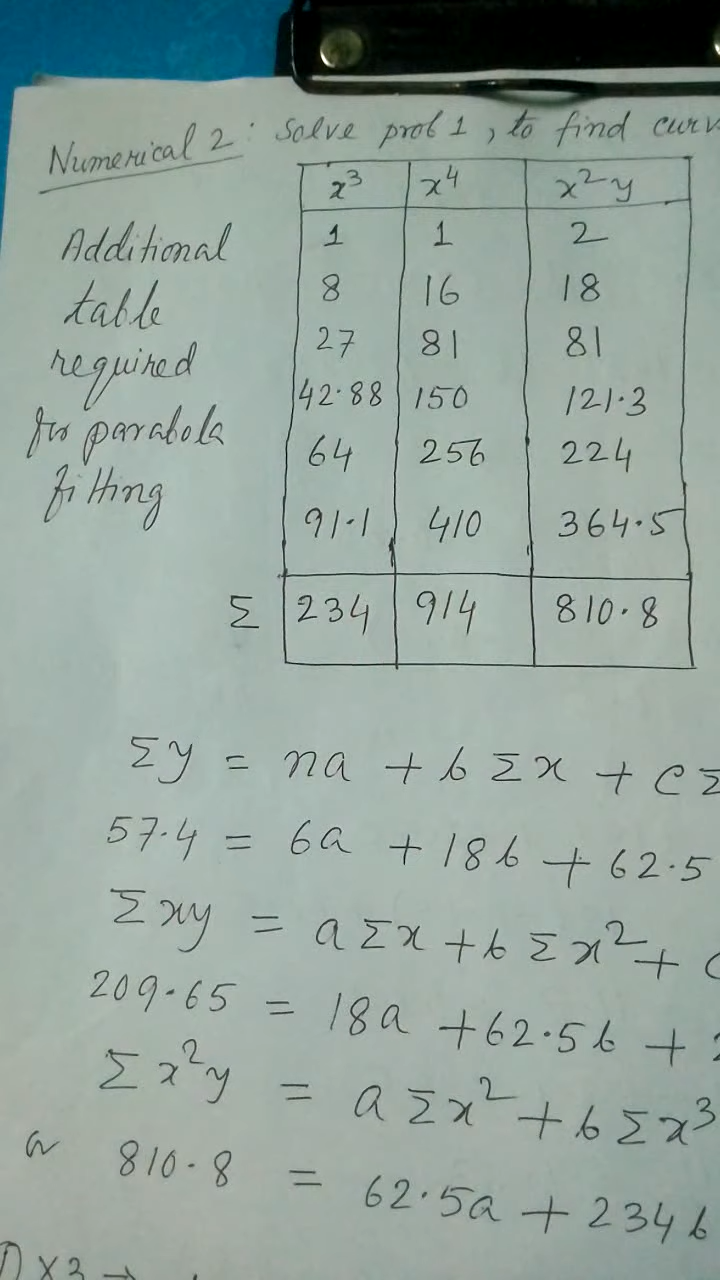 Numerical 2 : Solve prob 1, to find curv
Additional
table
required
for parabola
fitting
x³ x⁴ x²y
1 1 2
8 16 18
27 81 81
42.88 150 121.3
64 256 224
91.1 410 364.5
Σ 234 914 810.8
Σy = na + bΣx + cΣ
57.4 = 6a + 18b + 62.5
Σxy = aΣx + bΣx² + c
209.65 = 18a + 62.5b + 2
Σx²y = aΣx² + bΣx³
810.8 = 62.5a + 234b